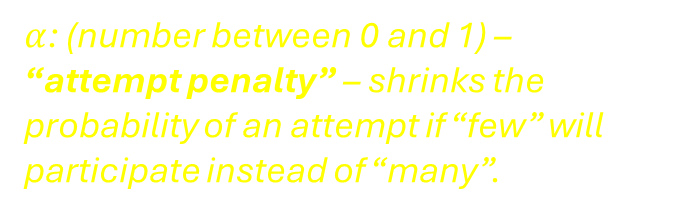 α: (number between 0 and 1) –
“attempt penalty” – shrinks the
probability of an attempt if “few” will
participate instead of “many”.